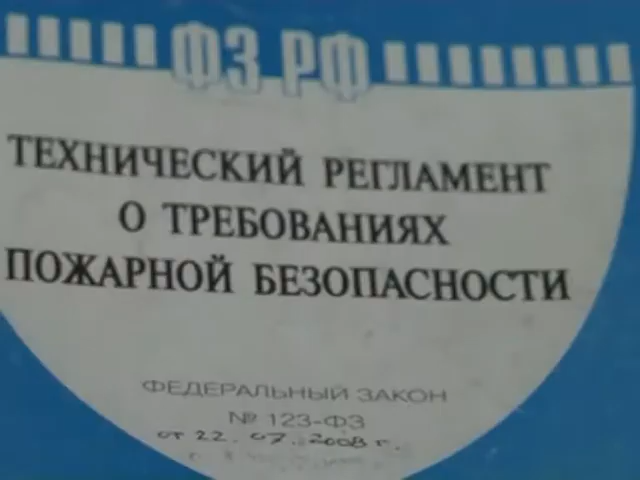 ФЗ РФ
ТЕХНИЧЕСКИЙ РЕГЛАМЕНТ
О ТРЕБОВАНИЯХ
ПОЖАРНОЙ БЕЗОПАСНОСТИ
ФЕДЕРАЛЬНЫЙ ЗАКОН
№ 123-ФЗ
от 22.07.2008 г.